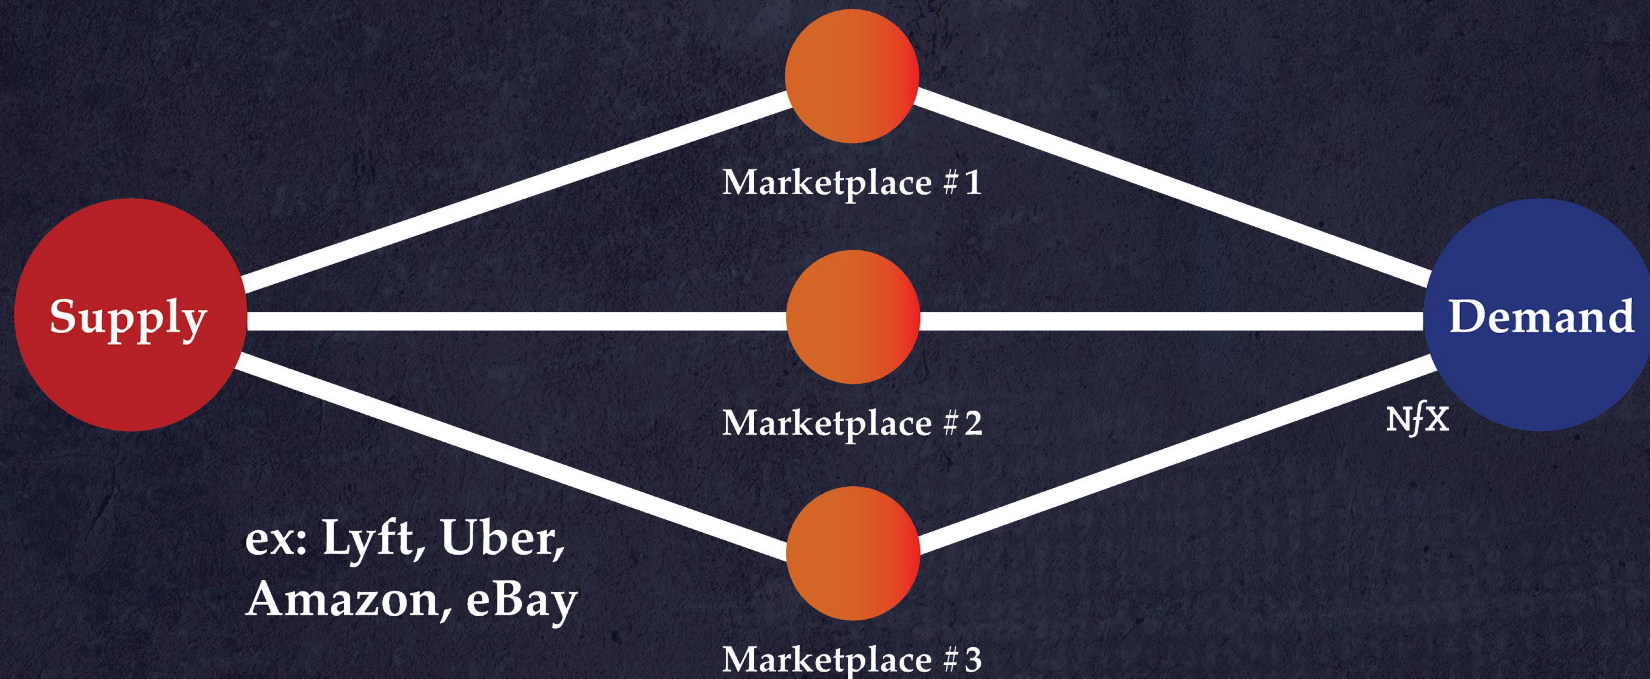 Marketplace #1
Supply
Demand
Marketplace #2
NfX
ex: Lyft, Uber,
Amazon, eBay
Marketplace #3